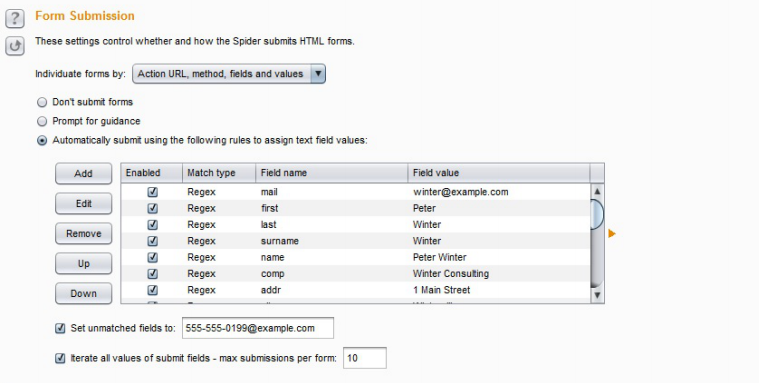 ?
Form Submission
These settings control whether and how the Spider submits HTML forms.
Individuate forms by: Action URL, method, fields and values
Don't submit forms
Prompt for guidance
Automatically submit using the following rules to assign text field values:
Add Enabled Match type Field name Field value
Regex mail winter@example.com
Edit Regex first Peter
Regex last Winter
Remove Regex surname Winter
Regex name Peter Winter
Up Regex comp Winter Consulting
Down Regex addr 1 Main Street
Set unmatched fields to: 555-555-0199@example.com
Iterate all values of submit fields - max submissions per form: 10